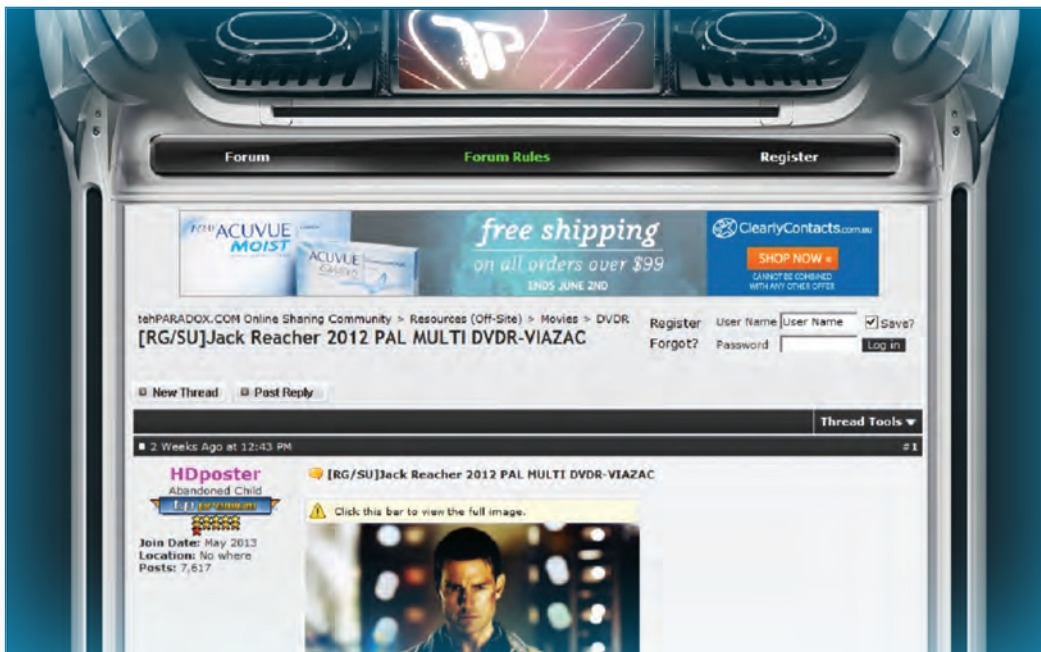 Forum Forum Rules Register
ACUVUE
MOIST
ACUVUE
free shipping
on all orders over $99
ENDS JUNE 2ND
ClearlyContacts.com.au
SHOP NOW »
CANNOT BE COMBINED
WITH ANY OTHER OFFER
tehPARADOX.COM Online Sharing Community > Resources (Off-Site) > Movies > DVDR
[RG/SU]Jack Reacher 2012 PAL MULTI DVDR-VIAZAC
Register User Name User Name Save?
Forgot? Password Log in
New Thread Post Reply
Thread Tools
2 Weeks Ago at 12:43 PM #1
HDposter
Abandoned Child
Join Date: May 2013
Location: No where
Posts: 7,617
[RG/SU]Jack Reacher 2012 PAL MULTI DVDR-VIAZAC
Click this bar to view the full image.